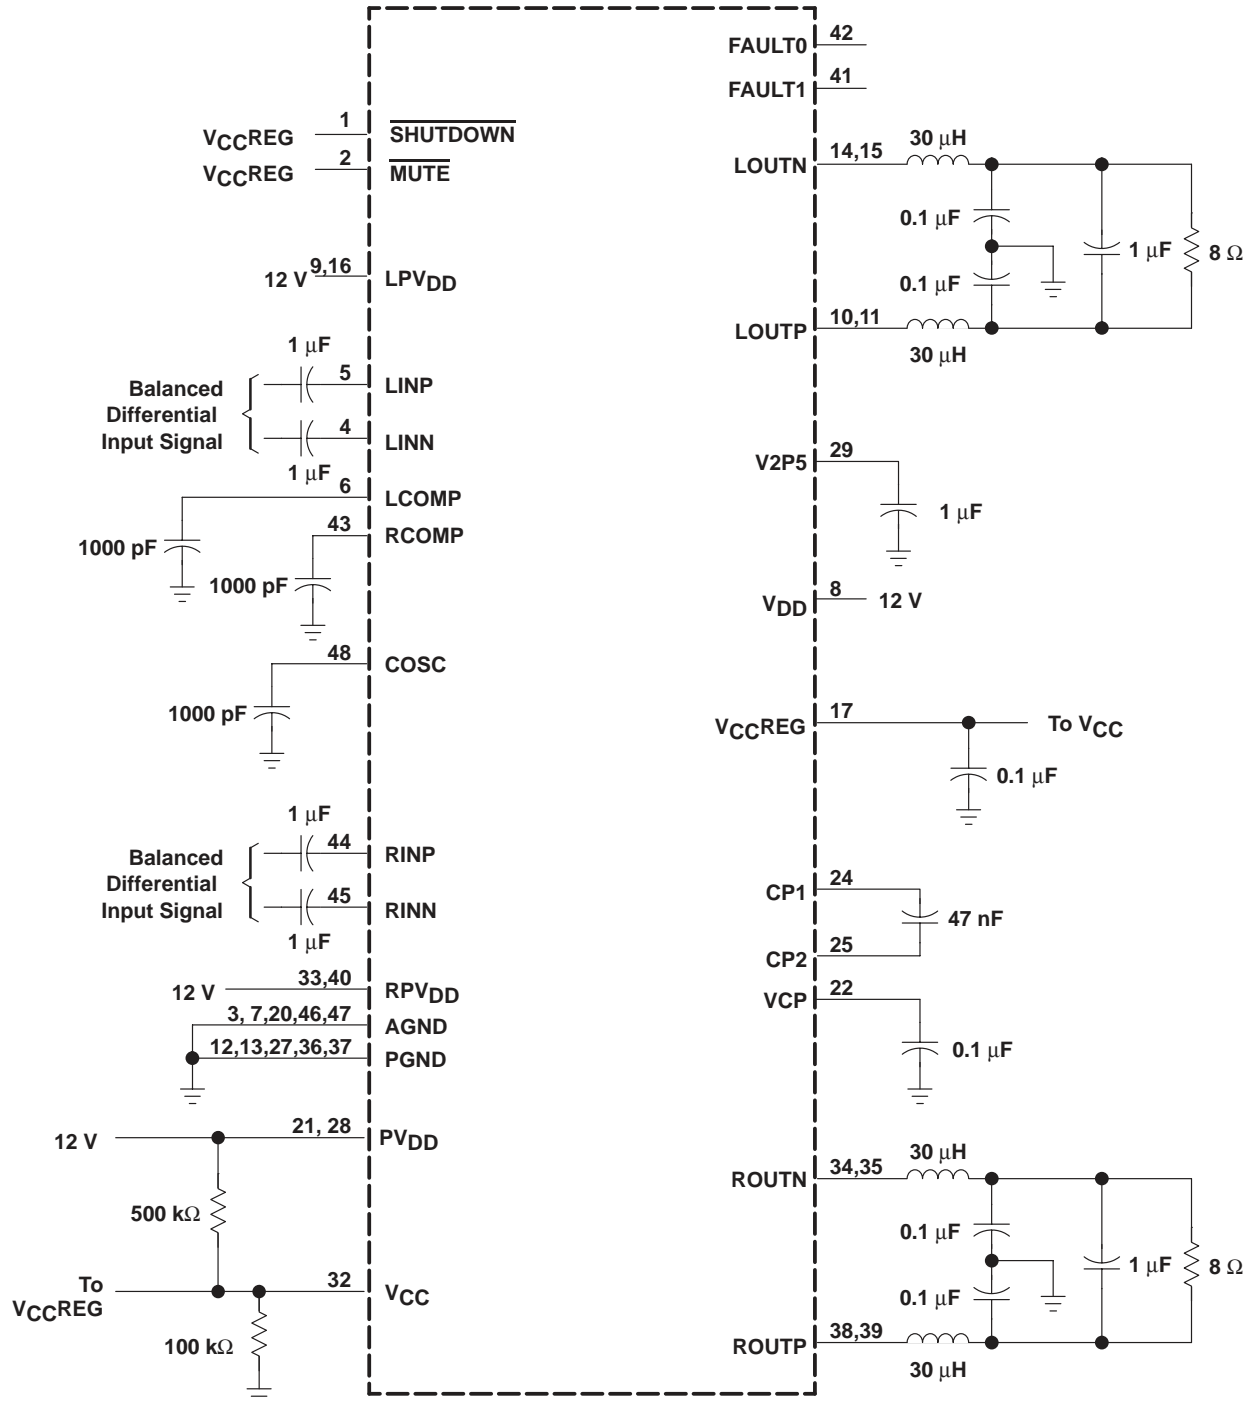 1
VCCREG
SHUTDOWN
2
VCCREG
MUTE
9,16
12 V
LPVDD
1 μF
5
LINP
Balanced
Differential
Input Signal
4
LINN
1 μF
6
LCOMP
43
RCOMP
1000 pF
1000 pF
48
COSC
1000 pF
1 μF
44
RINP
Balanced
Differential
Input Signal
45
RINN
1 μF
33,40
12 V
RPVDD
3, 7,20,46,47
AGND
12,13,27,36,37
PGND
21, 28
12 V
PVDD
500 kΩ
To
VCCREG
32
VCC
100 kΩ
FAULT0
42
FAULT1
41
LOUTN
14,15
30 μH
0.1 μF
1 μF
8 Ω
0.1 μF
LOUTP
10,11
30 μH
V2P5
29
1 μF
VDD
8
12 V
VCCREG
17
To VCC
0.1 μF
CP1
24
47 nF
CP2
25
VCP
22
0.1 μF
ROUTN
34,35
30 μH
0.1 μF
1 μF
8 Ω
0.1 μF
ROUTP
38,39
30 μH